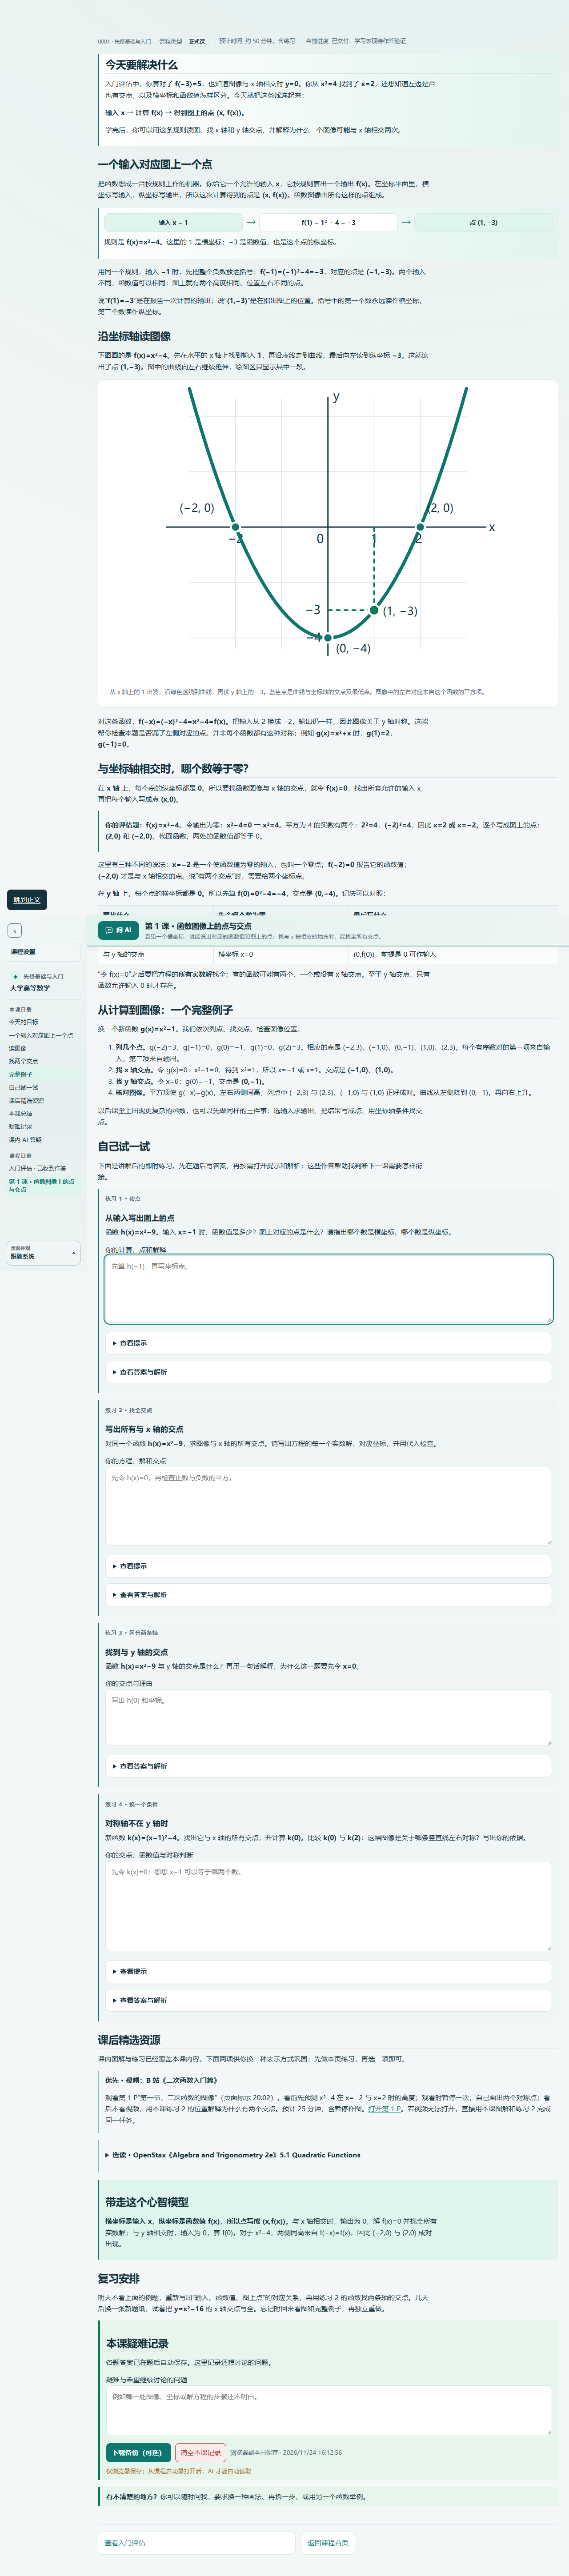 0001 · 先修基础与入门 课程类型 正式课 预计时间 约 50 分钟，含练习 当前进度 已交付，学习表现待作答验证
今天要解决什么
入门评估中，你算对了 f(−3)=5，也知道图像与 x 轴相交时 y=0。你从 x²=4 找到了 x=2，还想知道左边是否
也有交点，以及横坐标和函数值怎样区分。今天就把这条线连起来：
输入 x → 计算 f(x) → 得到图上的点 (x, f(x))。
学完后，你可以用这条规则读图，找 x 轴和 y 轴交点，并解释为什么一个图像可能与 x 轴相交两次。
一个输入对应图上一个点
把函数想成一台按规则工作的机器。你给它一个允许的输入 x，它按规则算出一个输出 f(x)。在坐标平面里，横
坐标写输入，纵坐标写输出，所以这次计算得到的点是 (x, f(x))。函数图像由所有这样的点组成。
输入 x = 1 → f(1) = 1² − 4 = −3 → 点 (1, −3)
规则是 f(x)=x²−4。这里的 1 是横坐标；−3 是函数值，也是这个点的纵坐标。
用同一个规则，输入 −1 时，先把整个负数放进括号：f(−1)=(−1)²−4=−3，对应的点是 (−1,−3)。两个输入
不同，函数值可以相同；图上就有两个高度相同、位置左右不同的点。
说“f(1)=−3”是在报告一次计算的输出；说“(1,−3)”是在指出图上的位置。括号中的第一个数永远读作横坐标，
第二个数读作纵坐标。
沿坐标轴读图像
下图画的是 f(x)=x²−4。先在水平的 x 轴上找到输入 1，再沿虚线走到曲线，最后向左读到纵坐标 −3。这就读
出了点 (1,−3)。图中的曲线向左右继续延伸，绘图区只显示其中一段。
y
(−2, 0)
(2, 0)
x
−2
0
1
2
−3
(1, −3)
−4
(0, −4)
从 x 轴上的 1 出发，沿绿色虚线到曲线，再读 y 轴上的 −3。蓝色点是曲线与坐标轴的交点及最低点。图像中的左右对应来自这个函数的平方项。
对这条函数，f(−x)=(−x)²−4=x²−4=f(x)。把输入从 2 换成 −2，输出仍一样，因此图像关于 y 轴对称。这能
帮你检查本题是否漏了左侧对应的点。并非每个函数都有这种对称；例如 g(x)=x²+x 时，g(1)=2，
g(−1)=0。
与坐标轴相交时，哪个数等于零？
在 x 轴 上，每个点的纵坐标都是 0。所以要找函数图像与 x 轴的交点，就令 f(x)=0，找出所有允许的输入 x，
再把每个输入写成点 (x,0)。
你的评估题：f(x)=x²−4。令输出为零：x²−4=0 → x²=4。平方为 4 的实数有两个：2²=4，(−2)²=4，因此 x=2 或 x=−2。逐个写成图上的点：
(2,0) 和 (−2,0)。代回函数，两处的函数值都等于 0。
这里有三种不同的说法：x=−2 是一个使函数值为零的输入，也叫一个零点；f(−2)=0 报告它的函数值；
(−2,0) 才是与 x 轴相交的点。说“有两个交点”时，需要给两个点坐标。
在 y 轴 上，每个点的横坐标都是 0。所以先算 f(0)=0²−4=−4，交点是 (0,−4)。记法可以对照：
跳到正文
‹
课程设置
先修基础与入门
大学高等数学
本课目录
今天的目标
一个输入对应图上一个点
读图像
找两个交点
完整例子
自己试一试
课后精选资源
本课总结
疑难记录
课内 AI 答疑
课程目录
入门评估 · 已收到作答
第 1 课 · 函数图像上的点
与交点
页面外观
跟随系统
问 AI
第 1 课 · 函数图像上的点与交点
看见一个横坐标，就能说出对应的函数值和图上的点；找与 x 轴相交的地方时，能找全所有交点。
与 y 轴的交点 横坐标 x=0 (0,f(0))，前提是 0 可作输入
“令 f(x)=0”之后要把方程的所有实数解找全；有的函数可能有两个、一个或没有 x 轴交点。至于 y 轴交点，只有
函数允许输入 0 时才存在。
从计算到图像：一个完整例子
换一个新函数 g(x)=x²−1。我们依次列点、找交点、检查图像位置。
1. 列几个点。g(−2)=3，g(−1)=0，g(0)=−1，g(1)=0，g(2)=3。相应的点是 (−2,3)、(−1,0)、(0,−1)、(1,0)、(2,3)。每个有序数对的第一项来自输
入，第二项来自输出。
2. 找 x 轴交点。令 g(x)=0：x²−1=0，得到 x²=1，所以 x=−1 或 x=1。交点是 (−1,0)、(1,0)。
3. 找 y 轴交点。令 x=0：g(0)=−1，交点是 (0,−1)。
4. 核对图像。平方项使 g(−x)=g(x)，左右两侧同高；列点中 (−2,3) 与 (2,3)、(−1,0) 与 (1,0) 正好成对。曲线从左侧降到 (0,−1)，再向右上升。
以后课里上出现更复杂的函数，也可以先做同样的三件事：选输入求输出，把结果写成点，用坐标轴条件找交
点。
自己试一试
下面是讲解后的即时练习。先在题后写答案，再按需打开提示和解析；这些作答帮助我判断下一课需要怎样衔
接。
练习 1 · 读点
从输入写出图上的点
函数 h(x)=x²−9。输入 x=−1 时，函数值是多少？图上对应的点是什么？请指出哪个数是横坐标、哪个数是纵坐标。
你的计算、点和解释
先算 h(−1)，再写坐标点。
▶ 查看提示
▶ 查看答案与解析
练习 2 · 找全交点
写出所有与 x 轴的交点
对同一个函数 h(x)=x²−9，求图像与 x 轴的所有交点。请写出方程的每一个实数解、对应坐标，并用代入检查。
你的方程、解和交点
先令 h(x)=0，再检查正数与负数的平方。
▶ 查看提示
▶ 查看答案与解析
练习 3 · 区分两条轴
找到与 y 轴的交点
函数 h(x)=x²−9 与 y 轴的交点是什么？再用一句话解释，为什么这一题要先令 x=0。
你的交点与理由
写出 h(0) 和坐标。
▶ 查看答案与解析
练习 4 · 换一个条件
对称轴不在 y 轴时
新函数 k(x)=(x−1)²−4。找出它与 x 轴的所有交点，并计算 k(0)。比较 k(0) 与 k(2)：这幅图像是关于哪条竖直线左右对称？写出你的依据。
你的交点、函数值与对称判断
先令 k(x)=0；想想 x−1 可以等于哪两个数。
▶ 查看提示
▶ 查看答案与解析
课后精选资源
课内图解与练习已经覆盖本课内容。下面两项供你换一种表示方式巩固；先做本页练习，再选一项即可。
优先 · 视频：B 站《二次函数入门篇》
观看第 1 P“第一节，二次函数的图像”（页面标示 20:02）。看前先预测 x²−4 在 x=−2 与 x=2 时的高度；观看时暂停一次，自己画出两个对称点；看
后不看视频，用本课练习 2 的位置解释为什么有两个交点。预计 25 分钟，含暂停作图。打开第 1 P。若视频无法打开，直接用本课图解和练习 2 完成
同一任务。
▶ 选读 · OpenStax《Algebra and Trigonometry 2e》5.1 Quadratic Functions
带走这个心智模型
横坐标是输入 x，纵坐标是函数值 f(x)，所以点写成 (x,f(x))。与 x 轴相交时，输出为 0，解 f(x)=0 并找全所有
实数解；与 y 轴相交时，输入为 0，算 f(0)。对于 x²−4，两侧同高来自 f(−x)=f(x)，因此 (−2,0) 与 (2,0) 成对
出现。
复习安排
明天不看上面的例题，重新写出“输入、函数值、图上点”的对应关系，再用练习 2 的函数找两条轴的交点。几天
后换一张新题纸，试着把 y=x²−16 的 x 轴交点写全。忘记时回来看图和完整例子，再独立重做。
本课疑难记录
各题答案已在题后自动保存。这里记录还想讨论的问题。
疑难与希望继续讨论的问题
例如哪一处图像、坐标或解方程的步骤还不明白。
下载备份（可选） 清空本课记录 浏览器副本已保存 · 2026/11/24 16:12:56
仅浏览器保存；从课程启动器打开后，AI 才能自动读取
有不清楚的地方？你可以随时问我、要求换一种画法、再拆一步，或用另一个函数举例。
查看入门评估 返回课程首页